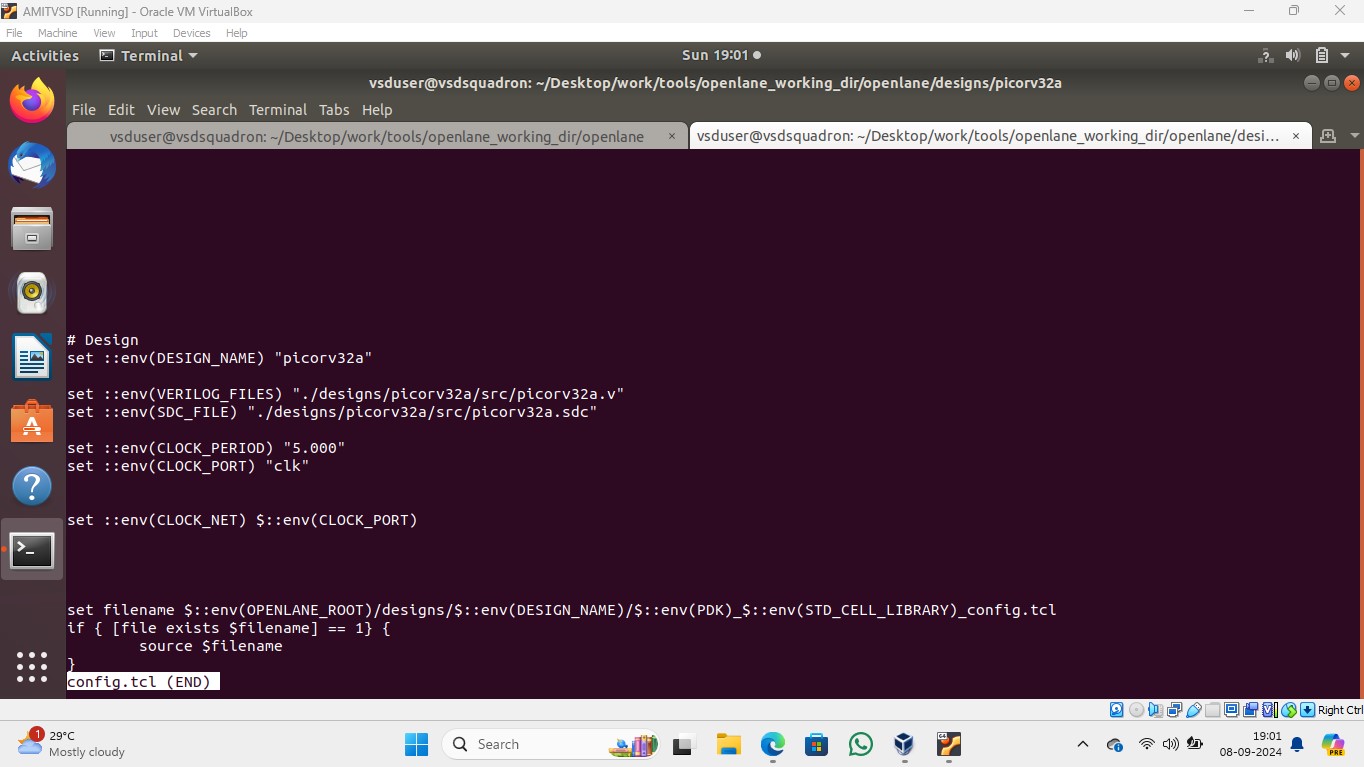 AMITVSD [Running] - Oracle VM VirtualBox
File Machine View Input Devices Help
Activities Terminal Sun 19:01
vsduser@vsdsquadron: ~/Desktop/work/tools/openlane_working_dir/openlane/designs/picorv32a
File Edit View Search Terminal Tabs Help
vsduser@vsdsquadron: ~/Desktop/work/tools/openlane_working_dir/openlane × vsduser@vsdsquadron: ~/Desktop/work/tools/openlane_working_dir/openlane/desi... ×
# Design
set ::env(DESIGN_NAME) "picorv32a"
set ::env(VERILOG_FILES) "./designs/picorv32a/src/picorv32a.v"
set ::env(SDC_FILE) "./designs/picorv32a/src/picorv32a.sdc"
set ::env(CLOCK_PERIOD) "5.000"
set ::env(CLOCK_PORT) "clk"
set ::env(CLOCK_NET) $::env(CLOCK_PORT)
set filename $::env(OPENLANE_ROOT)/designs/$::env(DESIGN_NAME)/$::env(PDK)_$::env(STD_CELL_LIBRARY)_config.tcl
if { [file exists $filename] == 1} {
source $filename
}
config.tcl (END)
Right Ctrl
1
29°C
Mostly cloudy
Search
19:01
08-09-2024
PRE